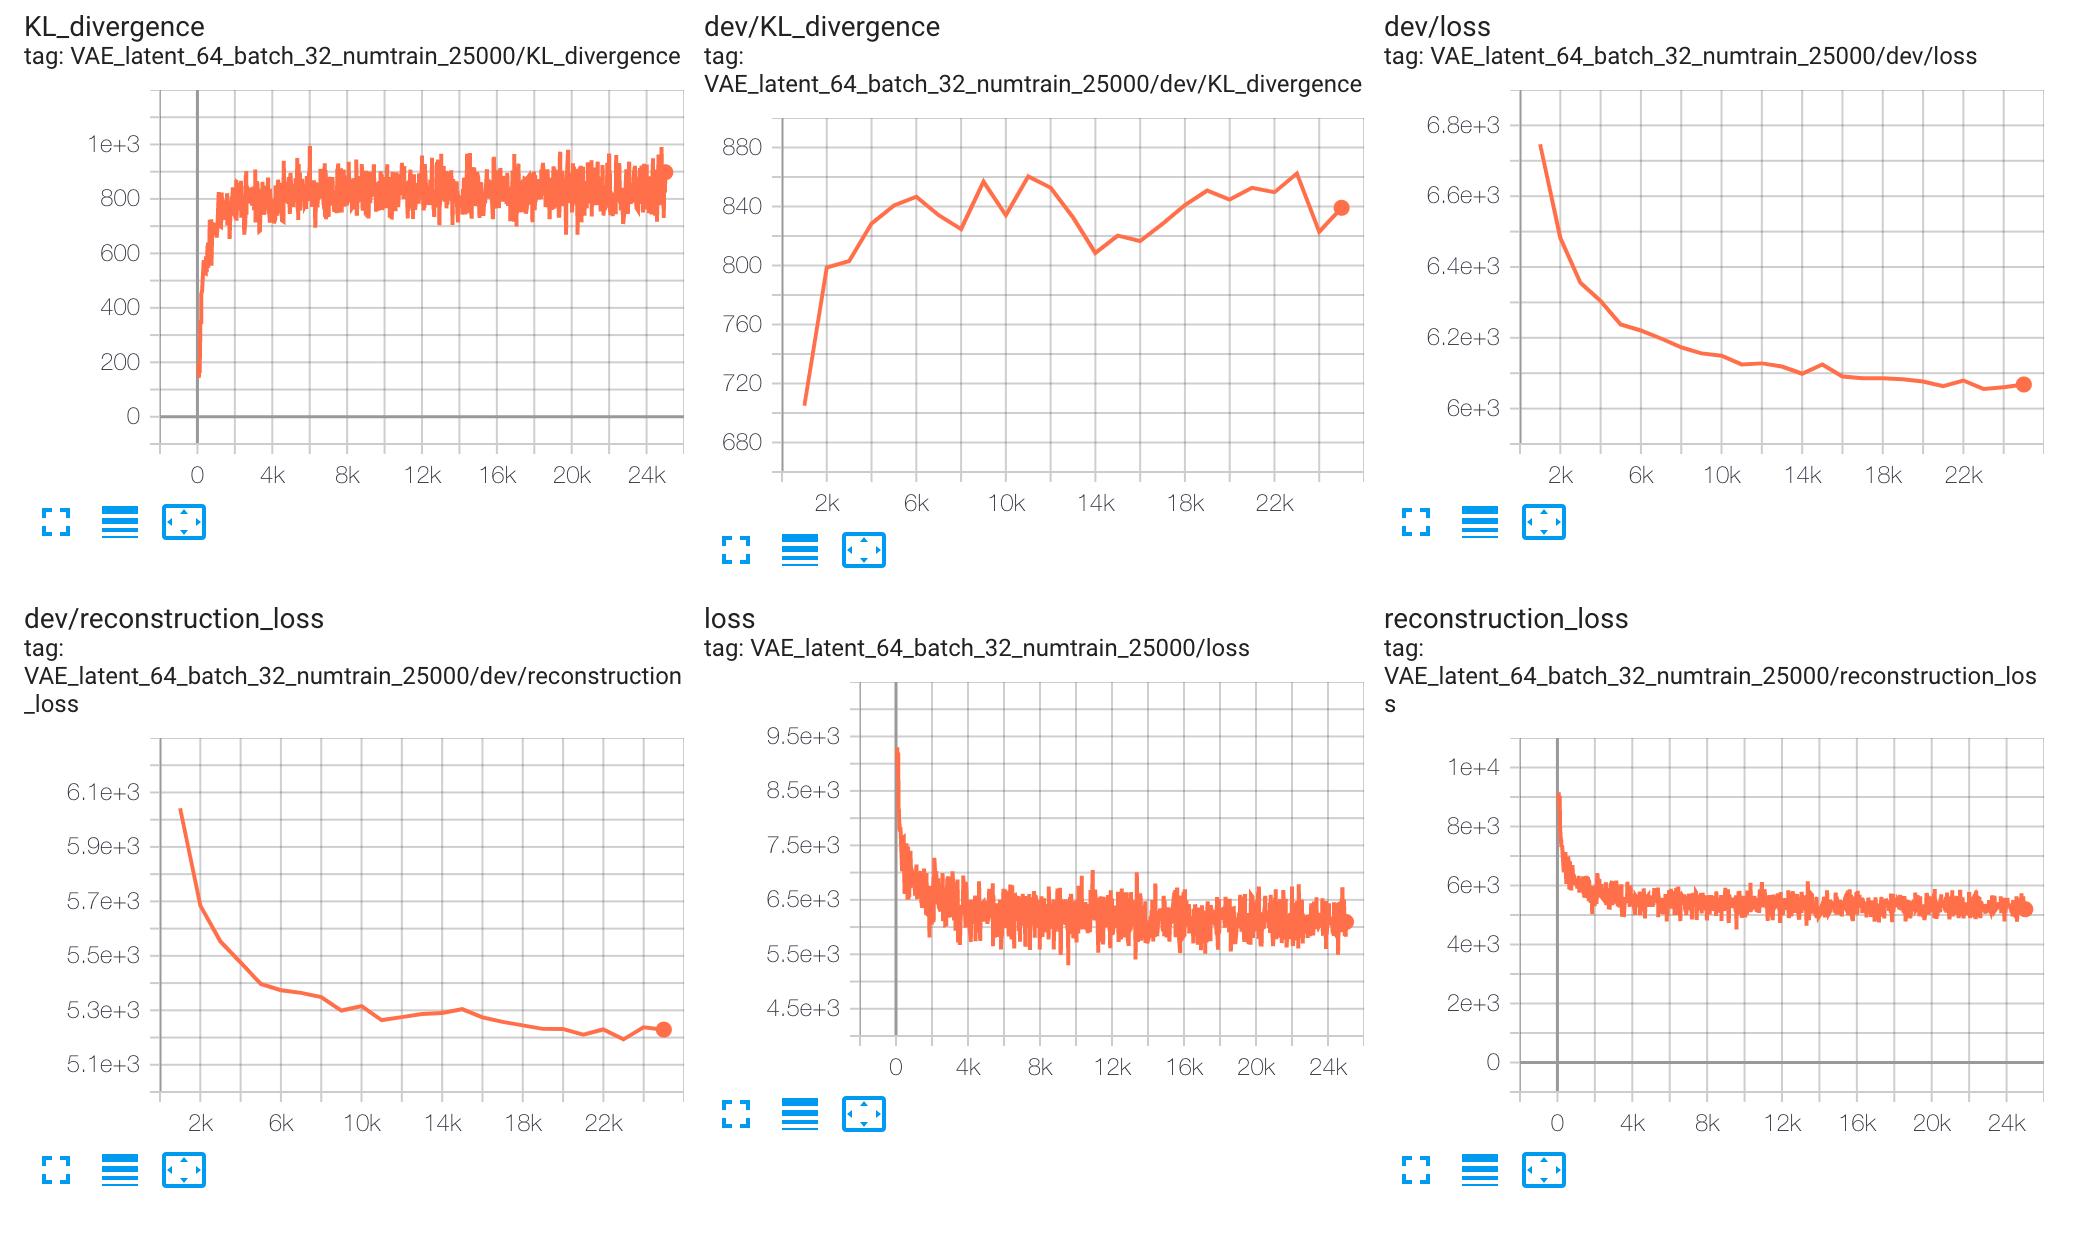 KL_divergence
tag: VAE_latent_64_batch_32_numtrain_25000/KL_divergence
1e+3
800
600
400
200
0
0 4k 8k 12k 16k 20k 24k
dev/KL_divergence
tag:
VAE_latent_64_batch_32_numtrain_25000/dev/KL_divergence
880
840
800
760
720
680
2k 6k 10k 14k 18k 22k
dev/loss
tag: VAE_latent_64_batch_32_numtrain_25000/dev/loss
6.8e+3
6.6e+3
6.4e+3
6.2e+3
6e+3
2k 6k 10k 14k 18k 22k
dev/reconstruction_loss
tag:
VAE_latent_64_batch_32_numtrain_25000/dev/reconstruction
_loss
6.1e+3
5.9e+3
5.7e+3
5.5e+3
5.3e+3
5.1e+3
2k 6k 10k 14k 18k 22k
loss
tag: VAE_latent_64_batch_32_numtrain_25000/loss
9.5e+3
8.5e+3
7.5e+3
6.5e+3
5.5e+3
4.5e+3
0 4k 8k 12k 16k 20k 24k
reconstruction_loss
tag:
VAE_latent_64_batch_32_numtrain_25000/reconstruction_los
s
1e+4
8e+3
6e+3
4e+3
2e+3
0
0 4k 8k 12k 16k 20k 24k